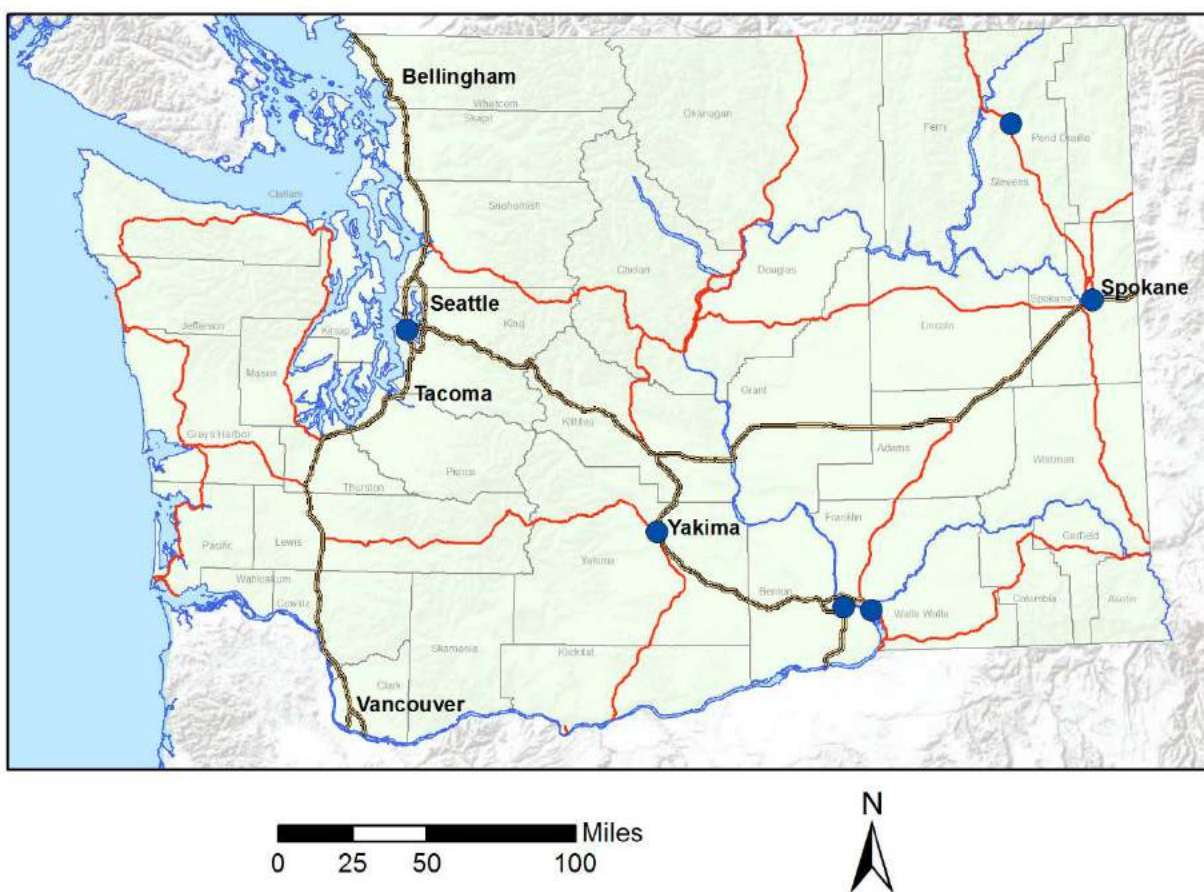 Bellingham
Whatcom
Skagit
Okanogan
Ferry
Pend Oreille
Stevens
Clallam
Snohomish
Chelan
Douglas
Spokane
Spokane
Seattle
King
Lincoln
Jefferson
Kitsap
Mason
Tacoma
Grant
Kittitas
Grays Harbor
Adams
Whitman
Pierce
Thurston
Franklin
Yakima
Pacific
Lewis
Yakima
Garfield
Wahkiakum
Cowlitz
Benton
Walla Walla
Columbia
Asotin
Skamania
Klickitat
Clark
Vancouver
N
Miles
0 25 50 100